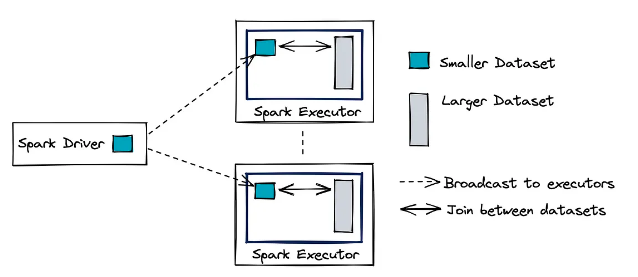 Spark Driver
Spark Executor
Spark Executor
Smaller Dataset
Larger Dataset
Broadcast to executors
Join between datasets